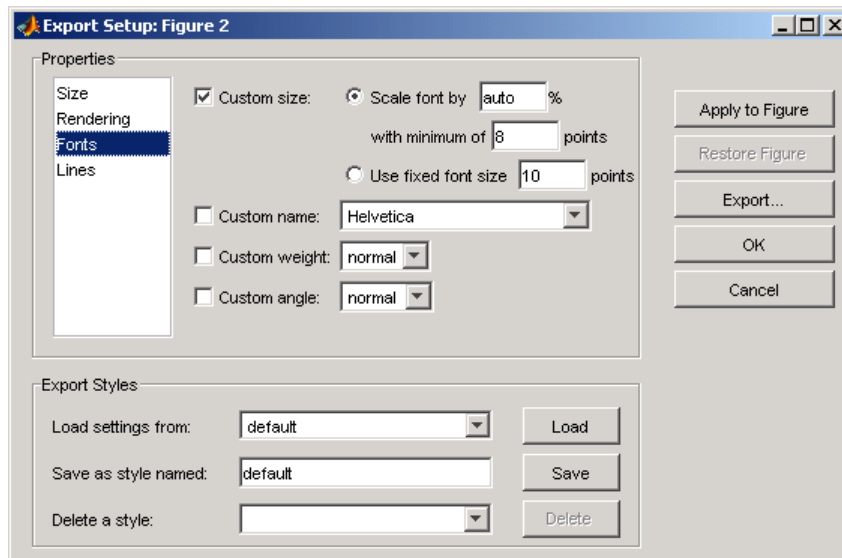 Export Setup: Figure 2
Properties
Size
Rendering
Fonts
Lines
Custom size: Scale font by auto %
with minimum of 8 points
Use fixed font size 10 points
Custom name: Helvetica
Custom weight: normal
Custom angle: normal
Apply to Figure
Restore Figure
Export...
OK
Cancel
Export Styles
Load settings from: default Load
Save as style named: default Save
Delete a style: Delete